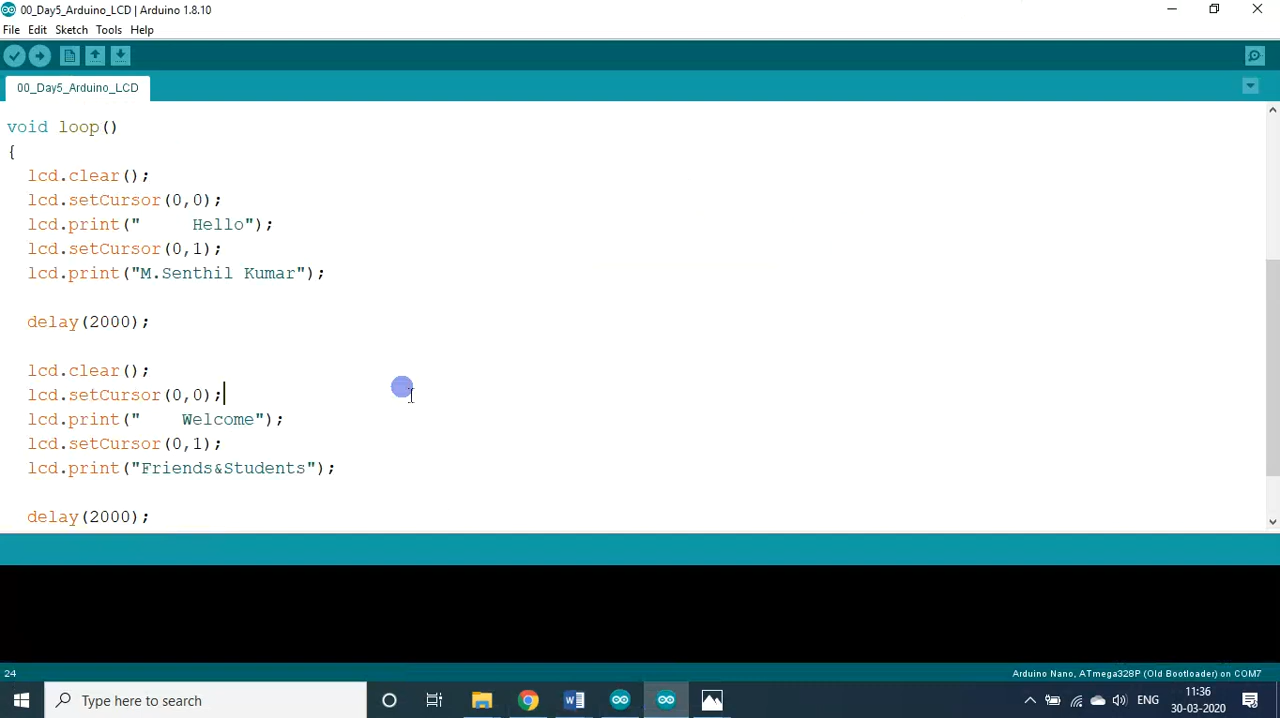 00_Day5_Arduino_LCD | Arduino 1.8.10
File Edit Sketch Tools Help
00_Day5_Arduino_LCD
void loop()
{
  lcd.clear();
  lcd.setCursor(0,0);
  lcd.print("     Hello");
  lcd.setCursor(0,1);
  lcd.print("M.Senthil Kumar");
  delay(2000);
  lcd.clear();
  lcd.setCursor(0,0);
  lcd.print("    Welcome");
  lcd.setCursor(0,1);
  lcd.print("Friends&Students");
  delay(2000);
24
Arduino Nano, ATmega328P (Old Bootloader) on COM7
Type here to search
ENG
11:36
30-03-2020